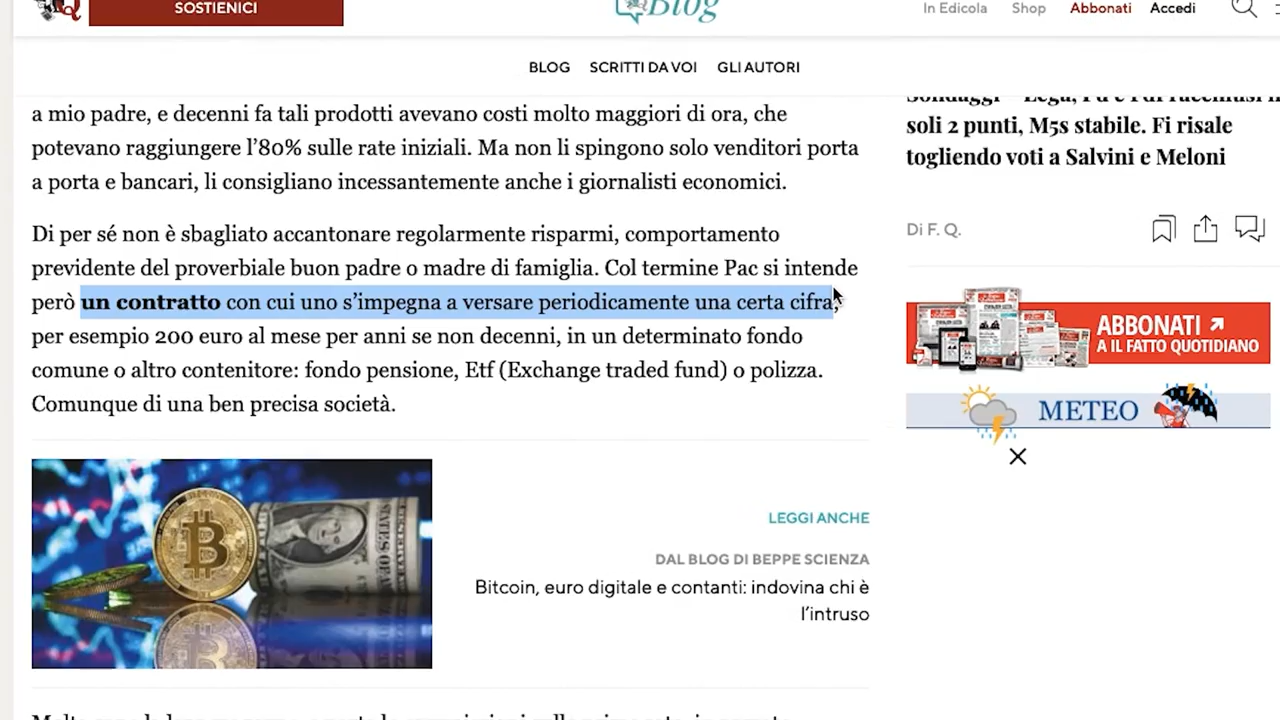 SOSTIENICI
Blog
In Edicola Shop Abbonati Accedi
BLOG SCRITTI DA VOI GLI AUTORI
a mio padre, e decenni fa tali prodotti avevano costi molto maggiori di ora, che
potevano raggiungere l’80% sulle rate iniziali. Ma non li spingono solo venditori porta
a porta e bancari, li consigliano incessantemente anche i giornalisti economici.
Di per sé non è sbagliato accantonare regolarmente risparmi, comportamento
previdente del proverbiale buon padre o madre di famiglia. Col termine Pac si intende
però un contratto con cui uno s’impegna a versare periodicamente una certa cifra,
per esempio 200 euro al mese per anni se non decenni, in un determinato fondo
comune o altro contenitore: fondo pensione, Etf (Exchange traded fund) o polizza.
Comunque di una ben precisa società.
LEGGI ANCHE
DAL BLOG DI BEPPE SCIENZA
Bitcoin, euro digitale e contanti: indovina chi è
l’intruso
Sondaggi – Lega, Pd e Fdi racchiusi in
soli 2 punti, M5s stabile. Fi risale
togliendo voti a Salvini e Meloni
Di F. Q.
ABBONATI
A IL FATTO QUOTIDIANO
METEO